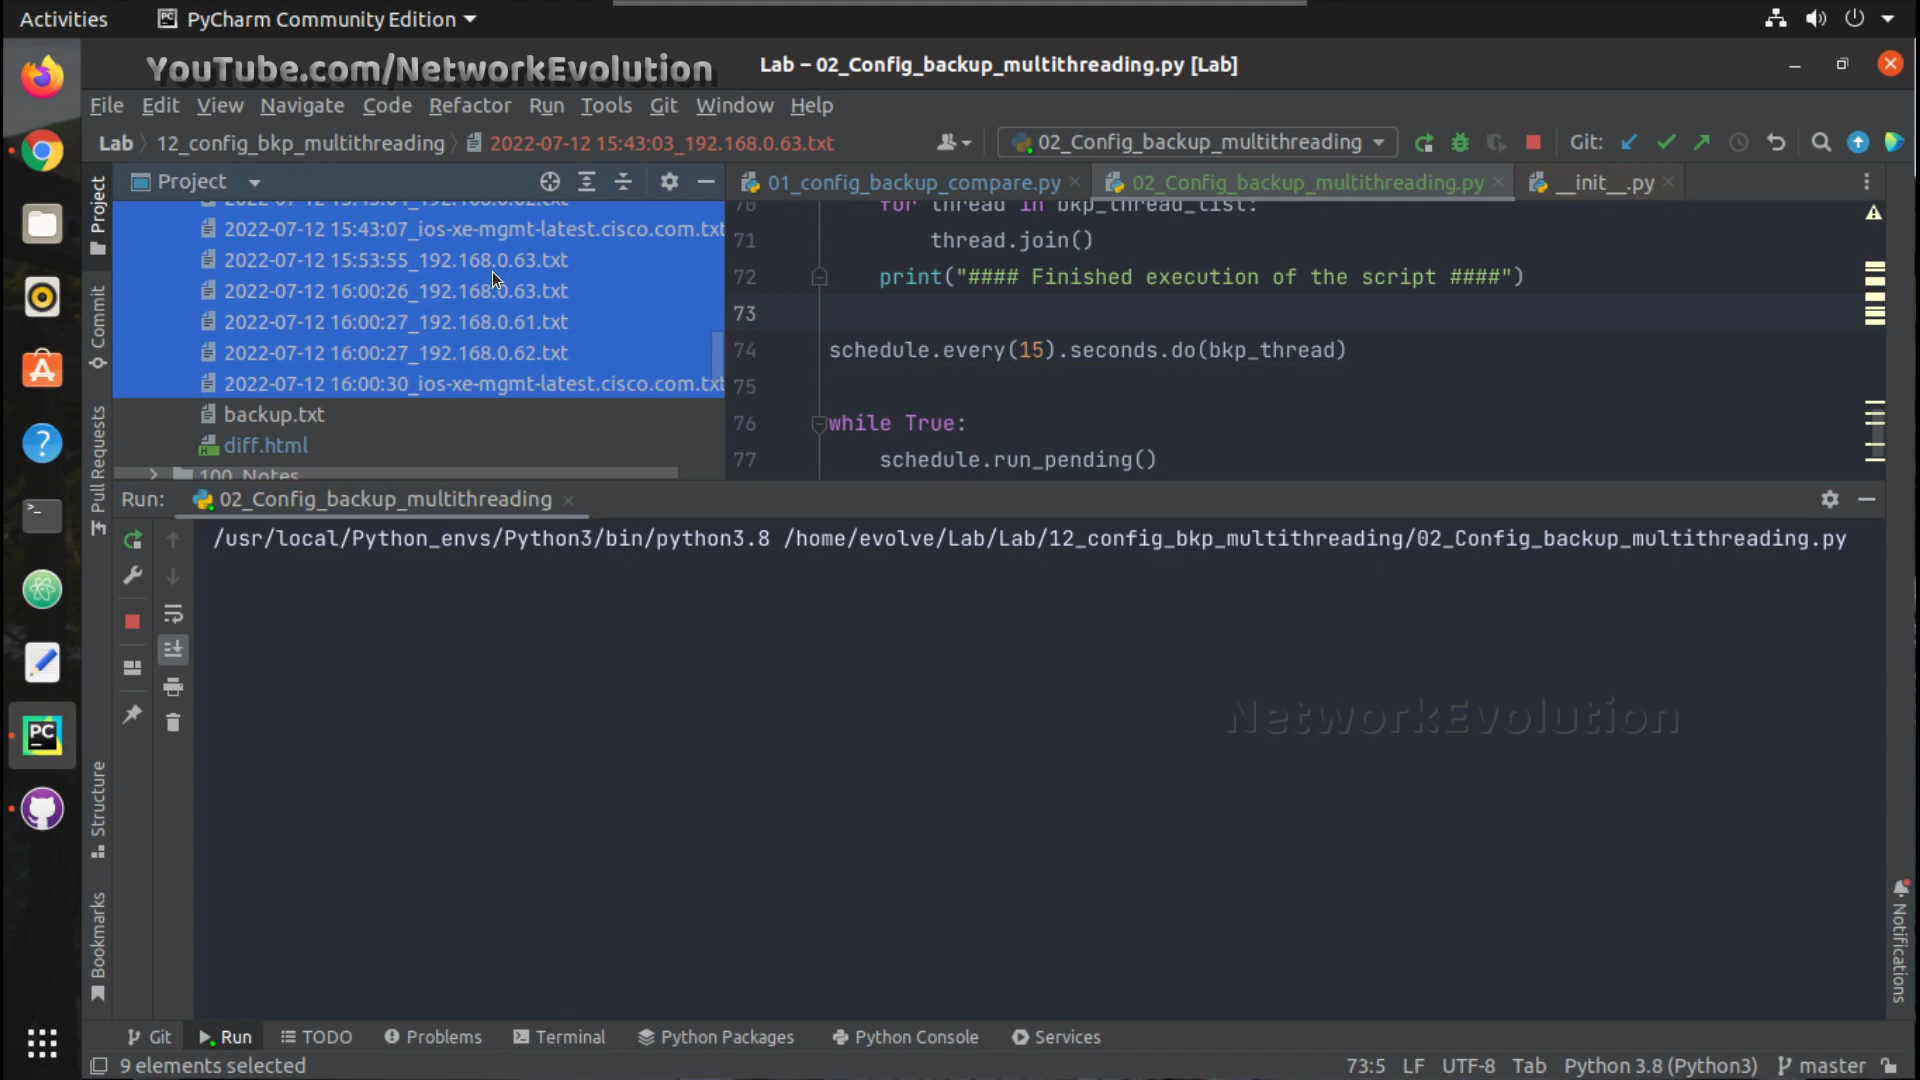 Activities
PyCharm Community Edition
YouTube.com/NetworkEvolution
Lab – 02_Config_backup_multithreading.py [Lab]
File Edit View Navigate Code Refactor Run Tools Git Window Help
Lab 12_config_bkp_multithreading 2022-07-12 15:43:03_192.168.0.63.txt
02_Config_backup_multithreading
Git:
Project
01_config_backup_compare.py
02_Config_backup_multithreading.py
__init__.py
2022-07-12 15:43:07_ios-xe-mgmt-latest.cisco.com.txt
2022-07-12 15:53:55_192.168.0.63.txt
2022-07-12 16:00:26_192.168.0.63.txt
2022-07-12 16:00:27_192.168.0.61.txt
2022-07-12 16:00:27_192.168.0.62.txt
2022-07-12 16:00:30_ios-xe-mgmt-latest.cisco.com.txt
backup.txt
diff.html
100_Notes
70 for thread in bkp_thread_list:
71 thread.join()
72 print("#### Finished execution of the script ####")
73
74 schedule.every(15).seconds.do(bkp_thread)
75
76 while True:
77 schedule.run_pending()
Project
Commit
Pull Requests
Structure
Bookmarks
Notifications
Run: 02_Config_backup_multithreading
/usr/local/Python_envs/Python3/bin/python3.8 /home/evolve/Lab/Lab/12_config_bkp_multithreading/02_Config_backup_multithreading.py
NetworkEvolution
Git Run TODO Problems Terminal Python Packages Python Console Services
9 elements selected
73:5 LF UTF-8 Tab Python 3.8 (Python3) master